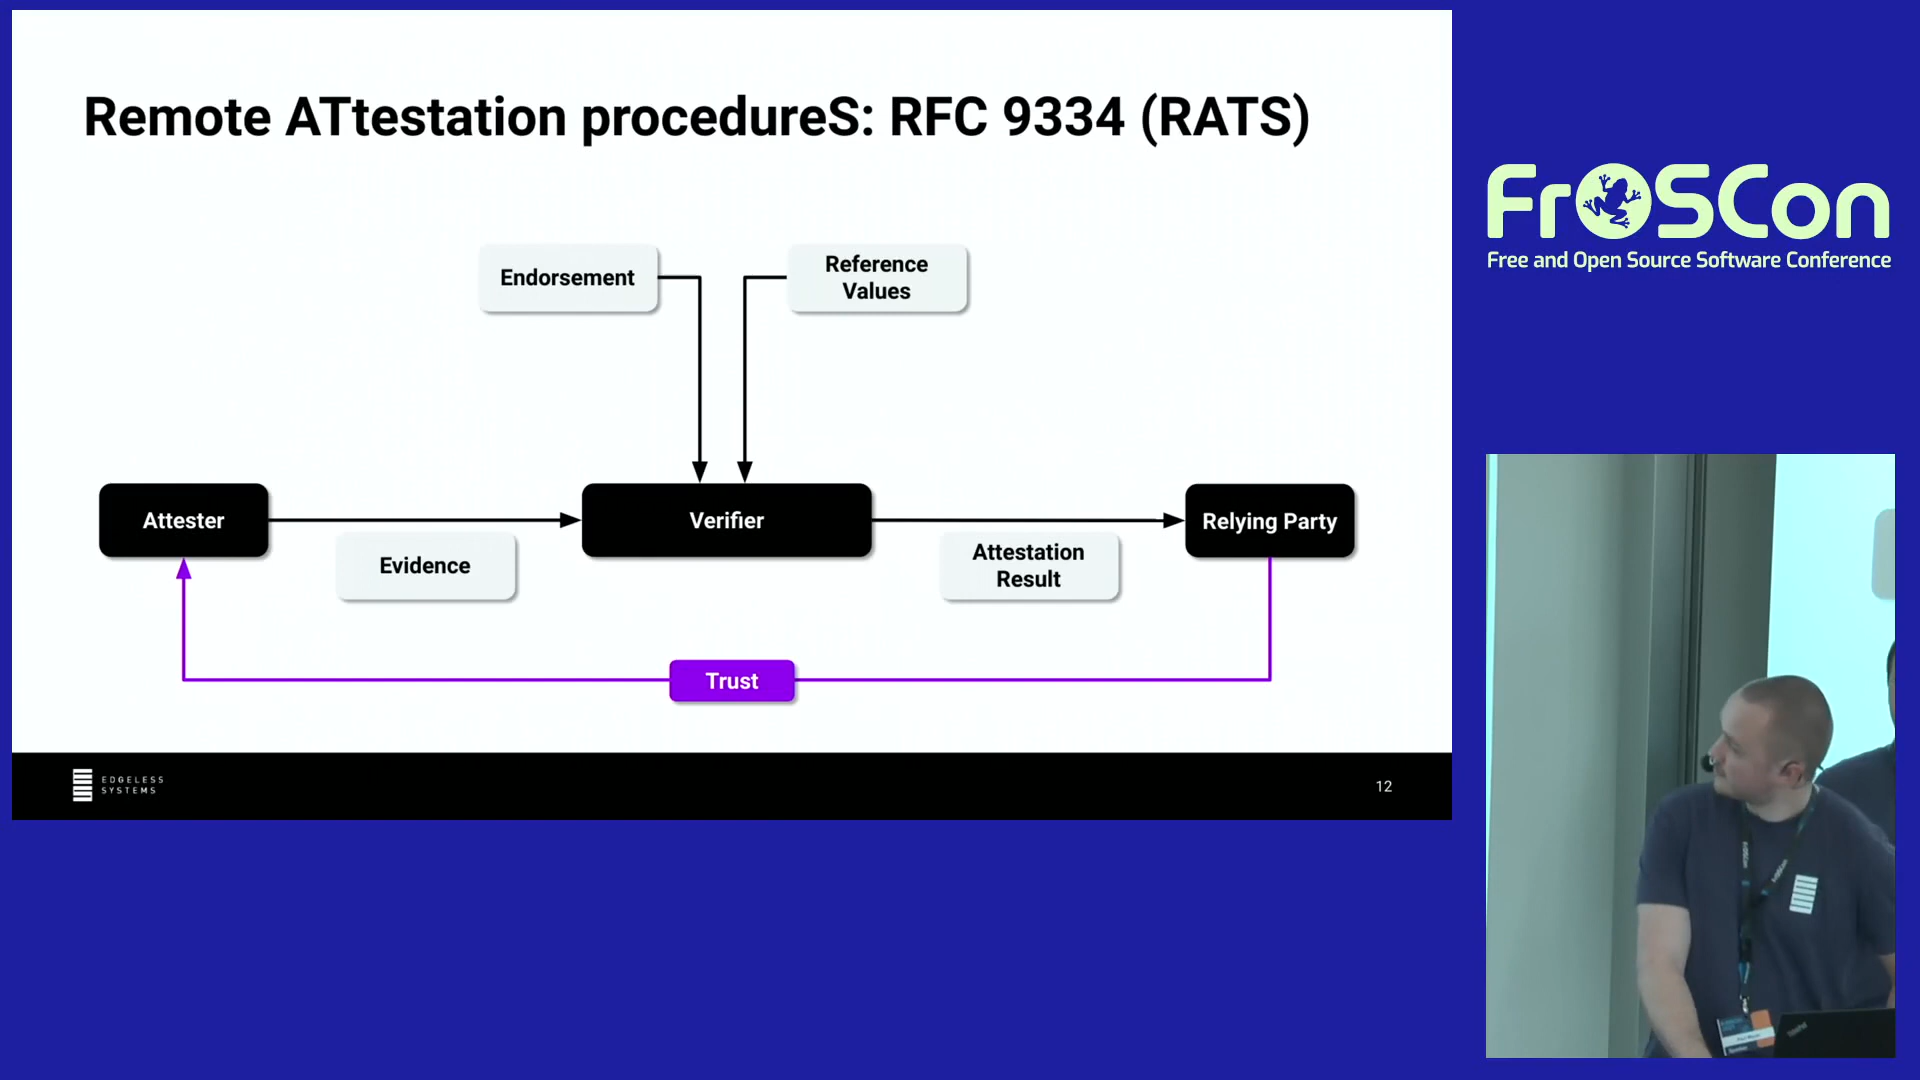 Remote ATtestation procedureS: RFC 9334 (RATS)
Endorsement
Reference
Values
Attester
Verifier
Relying Party
Evidence
Attestation
Result
Trust
EDGELESS
SYSTEMS
12
FrOSCon
Free and Open Source Software Conference
ThinkPad